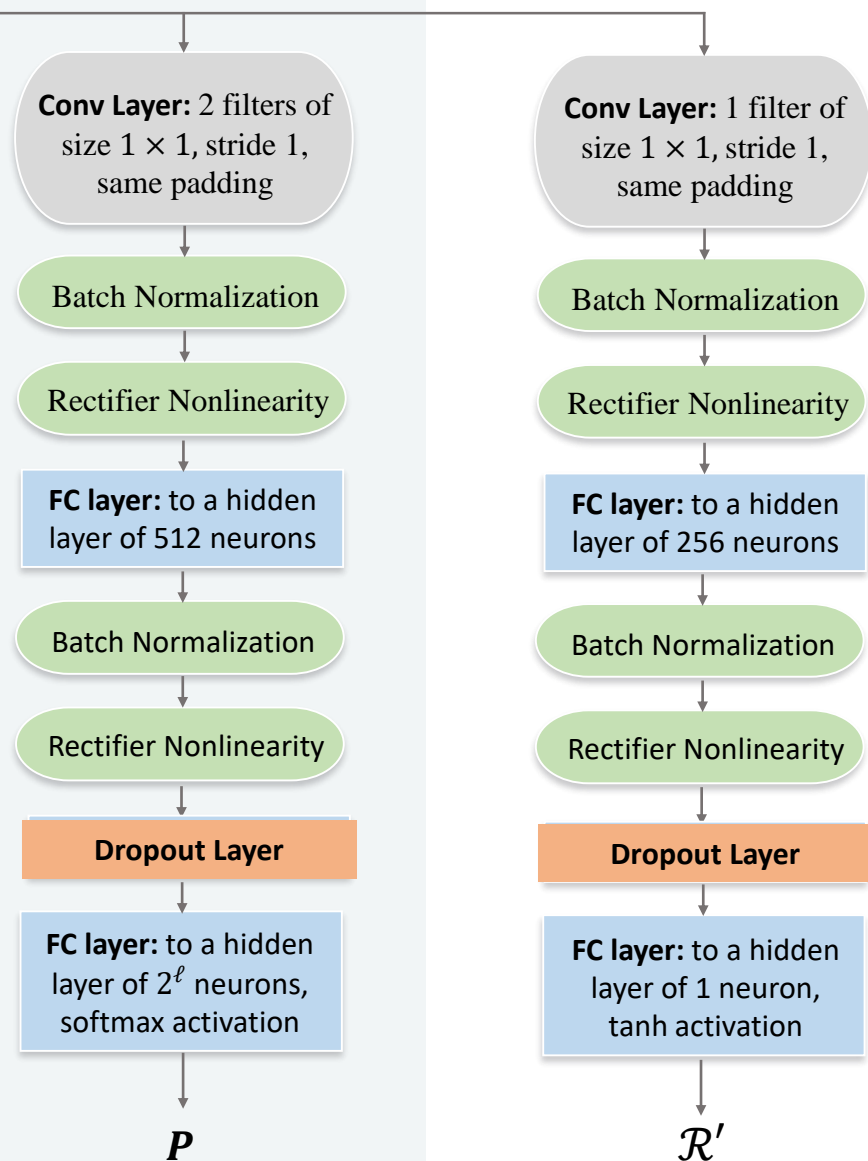 Conv Layer: 2 filters of
size 1 × 1, stride 1,
same padding
Batch Normalization
Rectifier Nonlinearity
FC layer: to a hidden
layer of 512 neurons
Batch Normalization
Rectifier Nonlinearity
Dropout Layer
FC layer: to a hidden
layer of 2^ℓ neurons,
softmax activation
P
Conv Layer: 1 filter of
size 1 × 1, stride 1,
same padding
Batch Normalization
Rectifier Nonlinearity
FC layer: to a hidden
layer of 256 neurons
Batch Normalization
Rectifier Nonlinearity
Dropout Layer
FC layer: to a hidden
layer of 1 neuron,
tanh activation
ℛ′